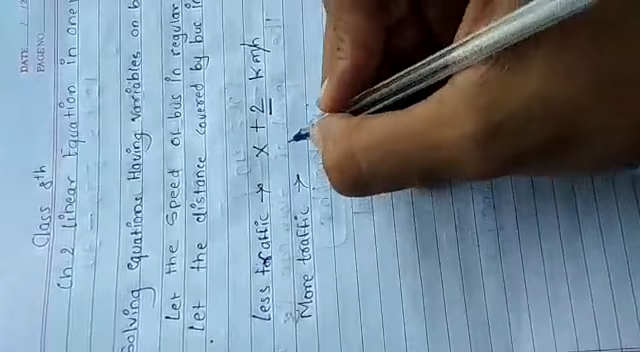 DATE
PAGE NO.
Class 8th
Ch 2 Linear Equation in one
Solving equations Having variables on b
Let the speed of bus in regular
Let the distance covered by bus in
Less traffic → x + 2 km/h
More traffic →